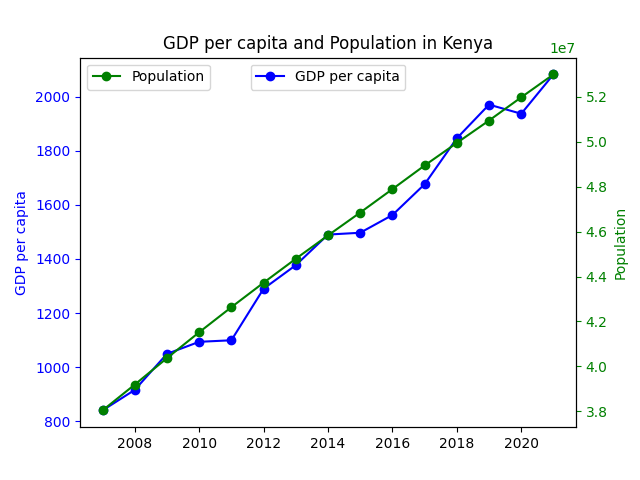 GDP per capita and Population in Kenya
1e7
Population
GDP per capita
2000
1800
1600
1400
1200
1000
800
GDP per capita
5.2
5.0
4.8
4.6
4.4
4.2
4.0
3.8
Population
2008 2010 2012 2014 2016 2018 2020